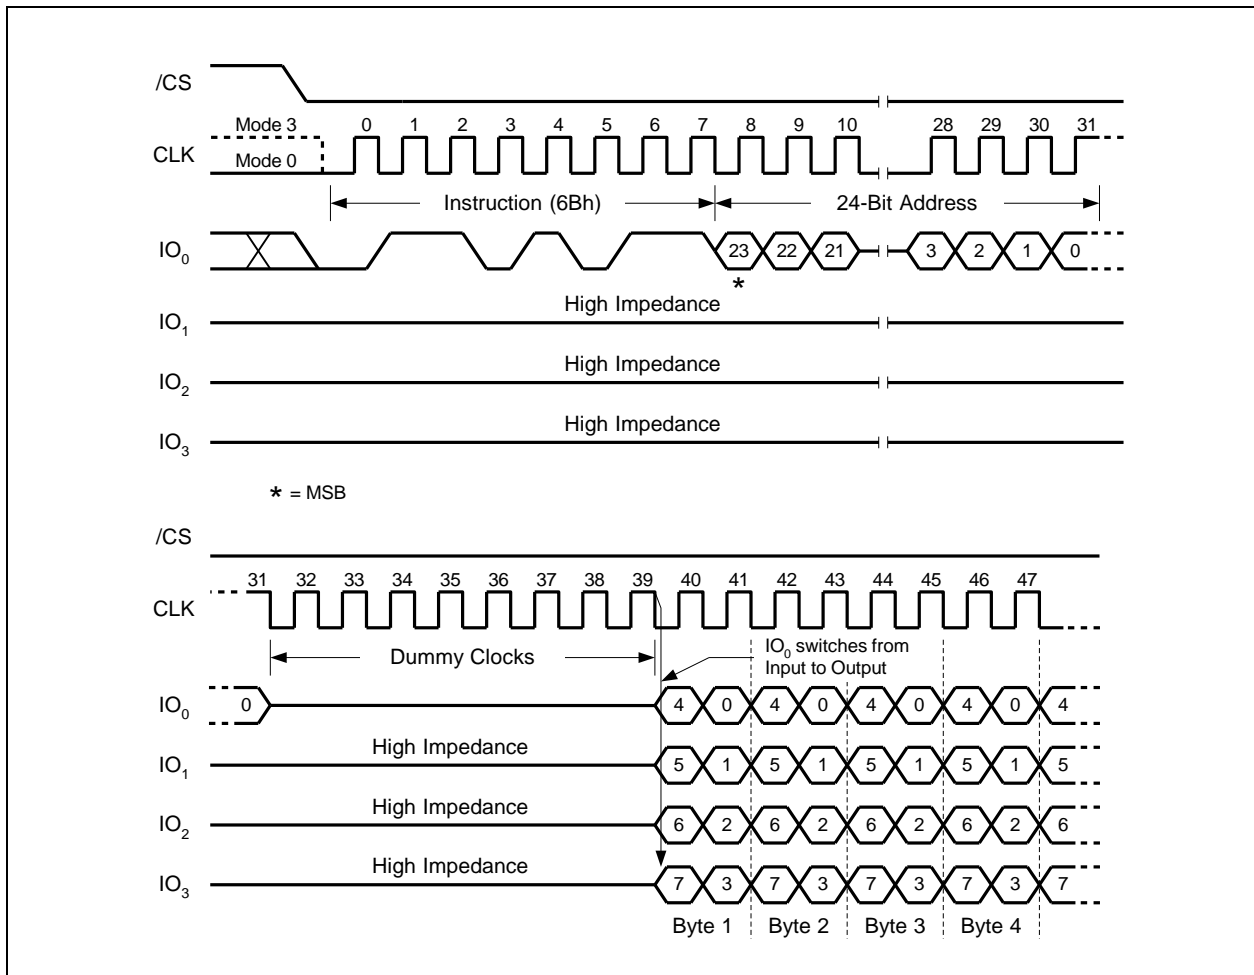 /CS
Mode 3 0 1 2 3 4 5 6 7 8 9 10 28 29 30 31
CLK Mode 0
Instruction (6Bh) 24-Bit Address
IO0 23 22 21 3 2 1 0
*
High Impedance
IO1
High Impedance
IO2
High Impedance
IO3
* = MSB
/CS
31 32 33 34 35 36 37 38 39 40 41 42 43 44 45 46 47
CLK
IO0 switches from
Dummy Clocks Input to Output
IO0 0 4 0 4 0 4 0 4 0 4
High Impedance
IO1 5 1 5 1 5 1 5 1 5
High Impedance
IO2 6 2 6 2 6 2 6 2 6
High Impedance
IO3 7 3 7 3 7 3 7 3 7
Byte 1 Byte 2 Byte 3 Byte 4